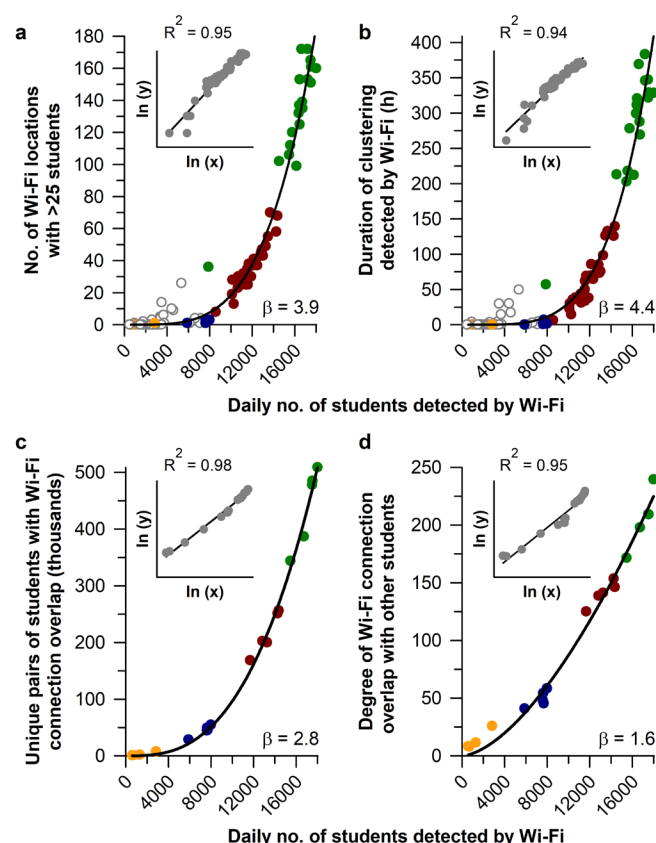 a
R² = 0.95
No. of Wi-Fi locations
with >25 students
180
160
140
120
100
80
60
40
20
0
ln (y)
ln (x)
β = 3.9
0
4000
8000
12000
16000
b
R² = 0.94
Duration of clustering
detected by Wi-Fi (h)
400
350
300
250
200
150
100
50
0
ln (y)
ln (x)
β = 4.4
0
4000
8000
12000
16000
Daily no. of students detected by Wi-Fi
c
R² = 0.98
Unique pairs of students with Wi-Fi
connection overlap (thousands)
500
400
300
200
100
0
ln (y)
ln (x)
β = 2.8
0
4000
8000
12000
16000
d
R² = 0.95
Degree of Wi-Fi connection
overlap with other students
250
200
150
100
50
0
ln (y)
ln (x)
β = 1.6
0
4000
8000
12000
16000
Daily no. of students detected by Wi-Fi